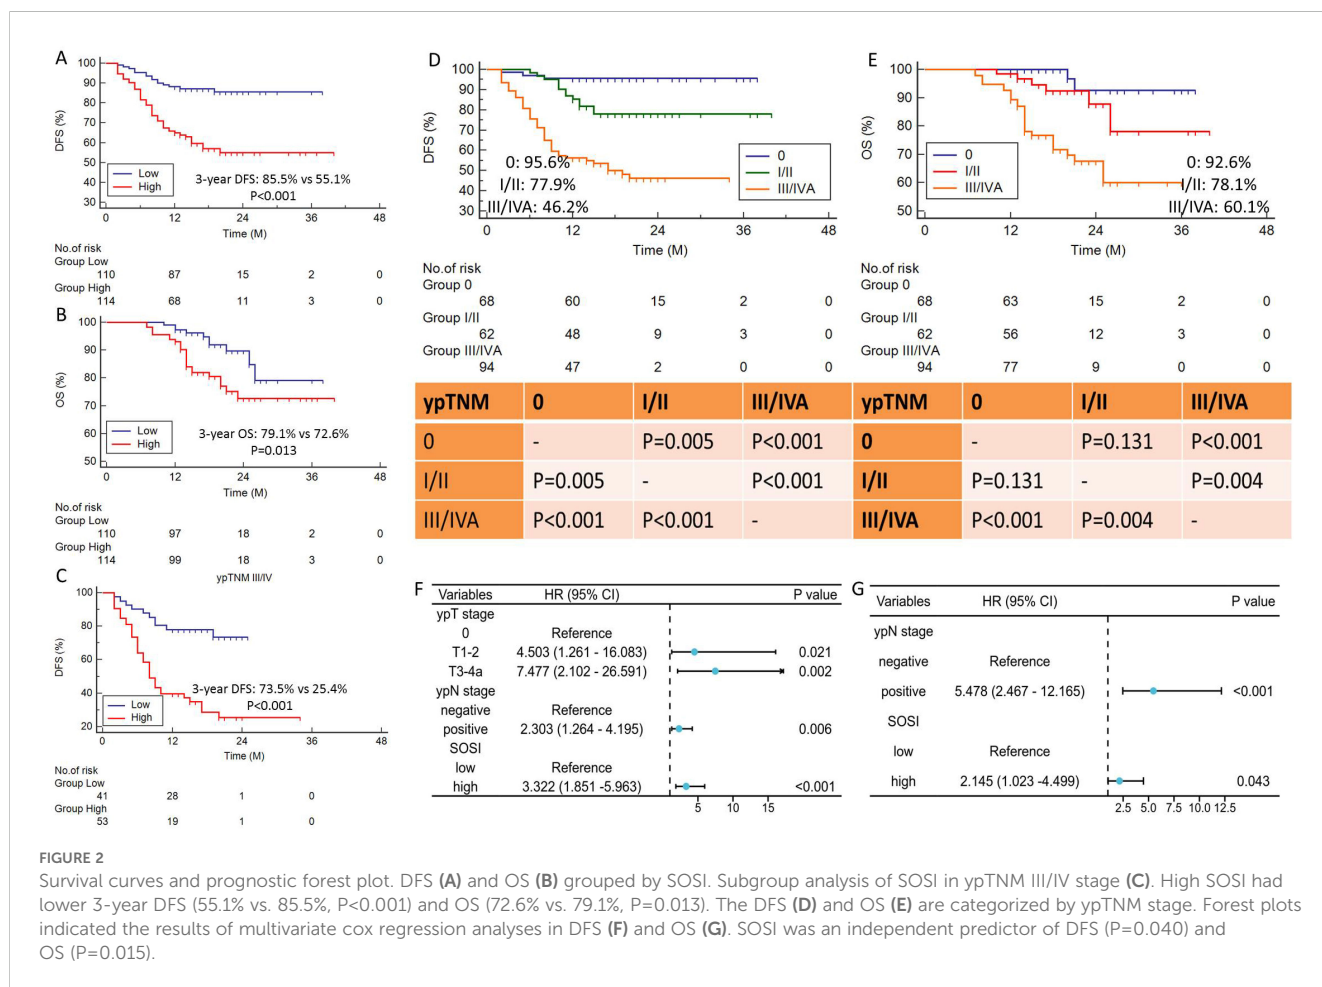 A
100
90
80
70
60
50
40
30
DFS (%)
Low
High
3-year DFS: 85.5% vs 55.1%
P<0.001
0 12 24 36 48
Time (M)
No.of risk
Group Low
110 87 15 2 0
Group High
114 68 11 3 0
B
100
90
80
70
60
50
OS (%)
Low
High
3-year OS: 79.1% vs 72.6%
P=0.013
0 12 24 36 48
Time (M)
No.of risk
Group Low
110 97 18 2 0
Group High
114 99 18 3 0
C
ypTNM III/IV
100
80
60
40
20
DFS (%)
Low
High
3-year DFS: 73.5% vs 25.4%
P<0.001
0 12 24 36 48
Time (M)
No.of risk
Group Low
41 28 1 0
Group High
53 19 1 0
D
100
90
80
70
60
50
40
30
DFS (%)
0: 95.6%
I/II: 77.9%
III/IVA: 46.2%
0
I/II
III/IVA
0 12 24 36 48
Time (M)
No.of risk
Group 0
68 60 15 2 0
Group I/II
62 48 9 3 0
Group III/IVA
94 47 2 0 0
E
100
90
80
70
60
50
OS (%)
0
I/II
III/IVA
0: 92.6%
I/II: 78.1%
III/IVA: 60.1%
0 12 24 36 48
Time (M)
No.of risk
Group 0
68 63 15 2 0
Group I/II
62 56 12 3 0
Group III/IVA
94 77 9 0 0
ypTNM 0 I/II III/IVA ypTNM 0 I/II III/IVA
0 - P=0.005 P<0.001 0 - P=0.131 P<0.001
I/II P=0.005 - P<0.001 I/II P=0.131 - P=0.004
III/IVA P<0.001 P<0.001 - III/IVA P<0.001 P=0.004 -
F
Variables HR (95% CI) P value
ypT stage
0 Reference
T1-2 4.503 (1.261 - 16.083) 0.021
T3-4a 7.477 (2.102 - 26.591) 0.002
ypN stage
negative Reference
positive 2.303 (1.264 - 4.195) 0.006
SOSI
low Reference
high 3.322 (1.851 -5.963) <0.001
5 10 15
G
Variables HR (95% CI) P value
ypN stage
negative Reference
positive 5.478 (2.467 - 12.165) <0.001
SOSI
low Reference
high 2.145 (1.023 -4.499) 0.043
2.5 5.0 7.5 10.0 12.5
FIGURE 2
Survival curves and prognostic forest plot. DFS (A) and OS (B) grouped by SOSI. Subgroup analysis of SOSI in ypTNM III/IV stage (C). High SOSI had
lower 3-year DFS (55.1% vs. 85.5%, P<0.001) and OS (72.6% vs. 79.1%, P=0.013). The DFS (D) and OS (E) are categorized by ypTNM stage. Forest plots
indicated the results of multivariate cox regression analyses in DFS (F) and OS (G). SOSI was an independent predictor of DFS (P=0.040) and
OS (P=0.015).